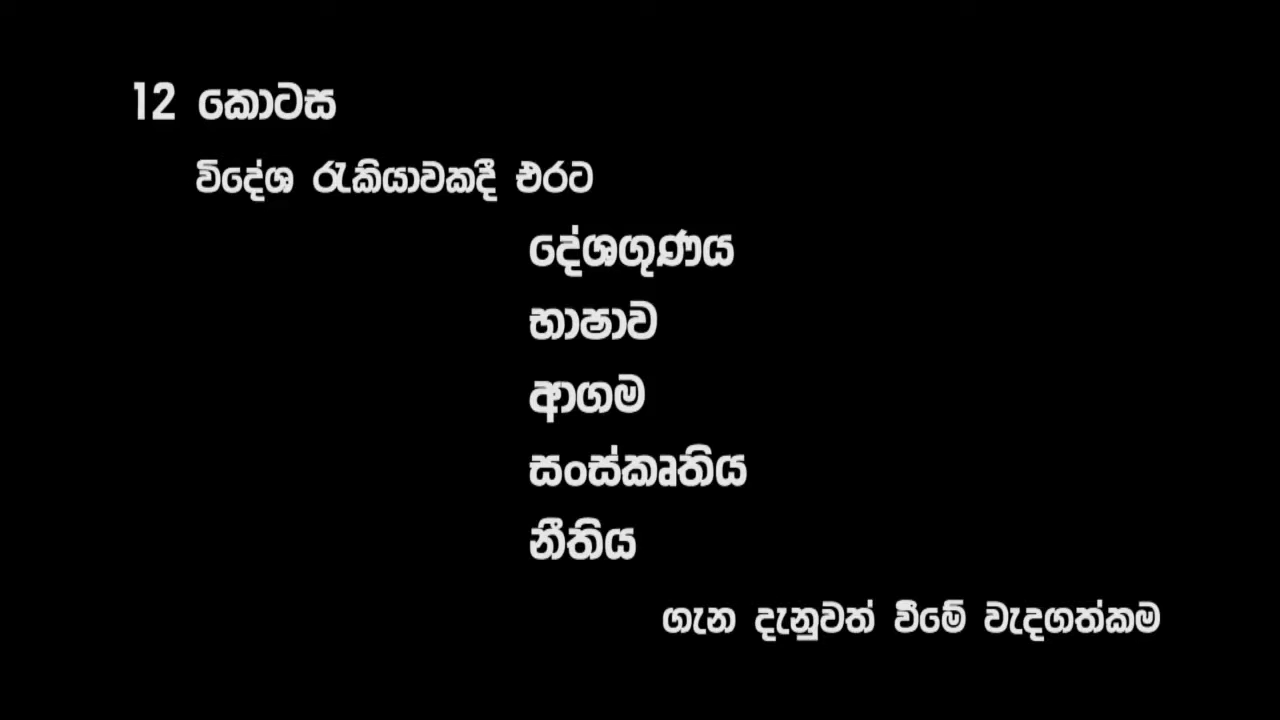 12 කොටස
විදේශ රැකියාවකදී එරට
දේශගුණය
භාෂාව
ආගම
සංස්කෘතිය
නීතිය
ගැන දැනුවත් වීමේ වැදගත්කම